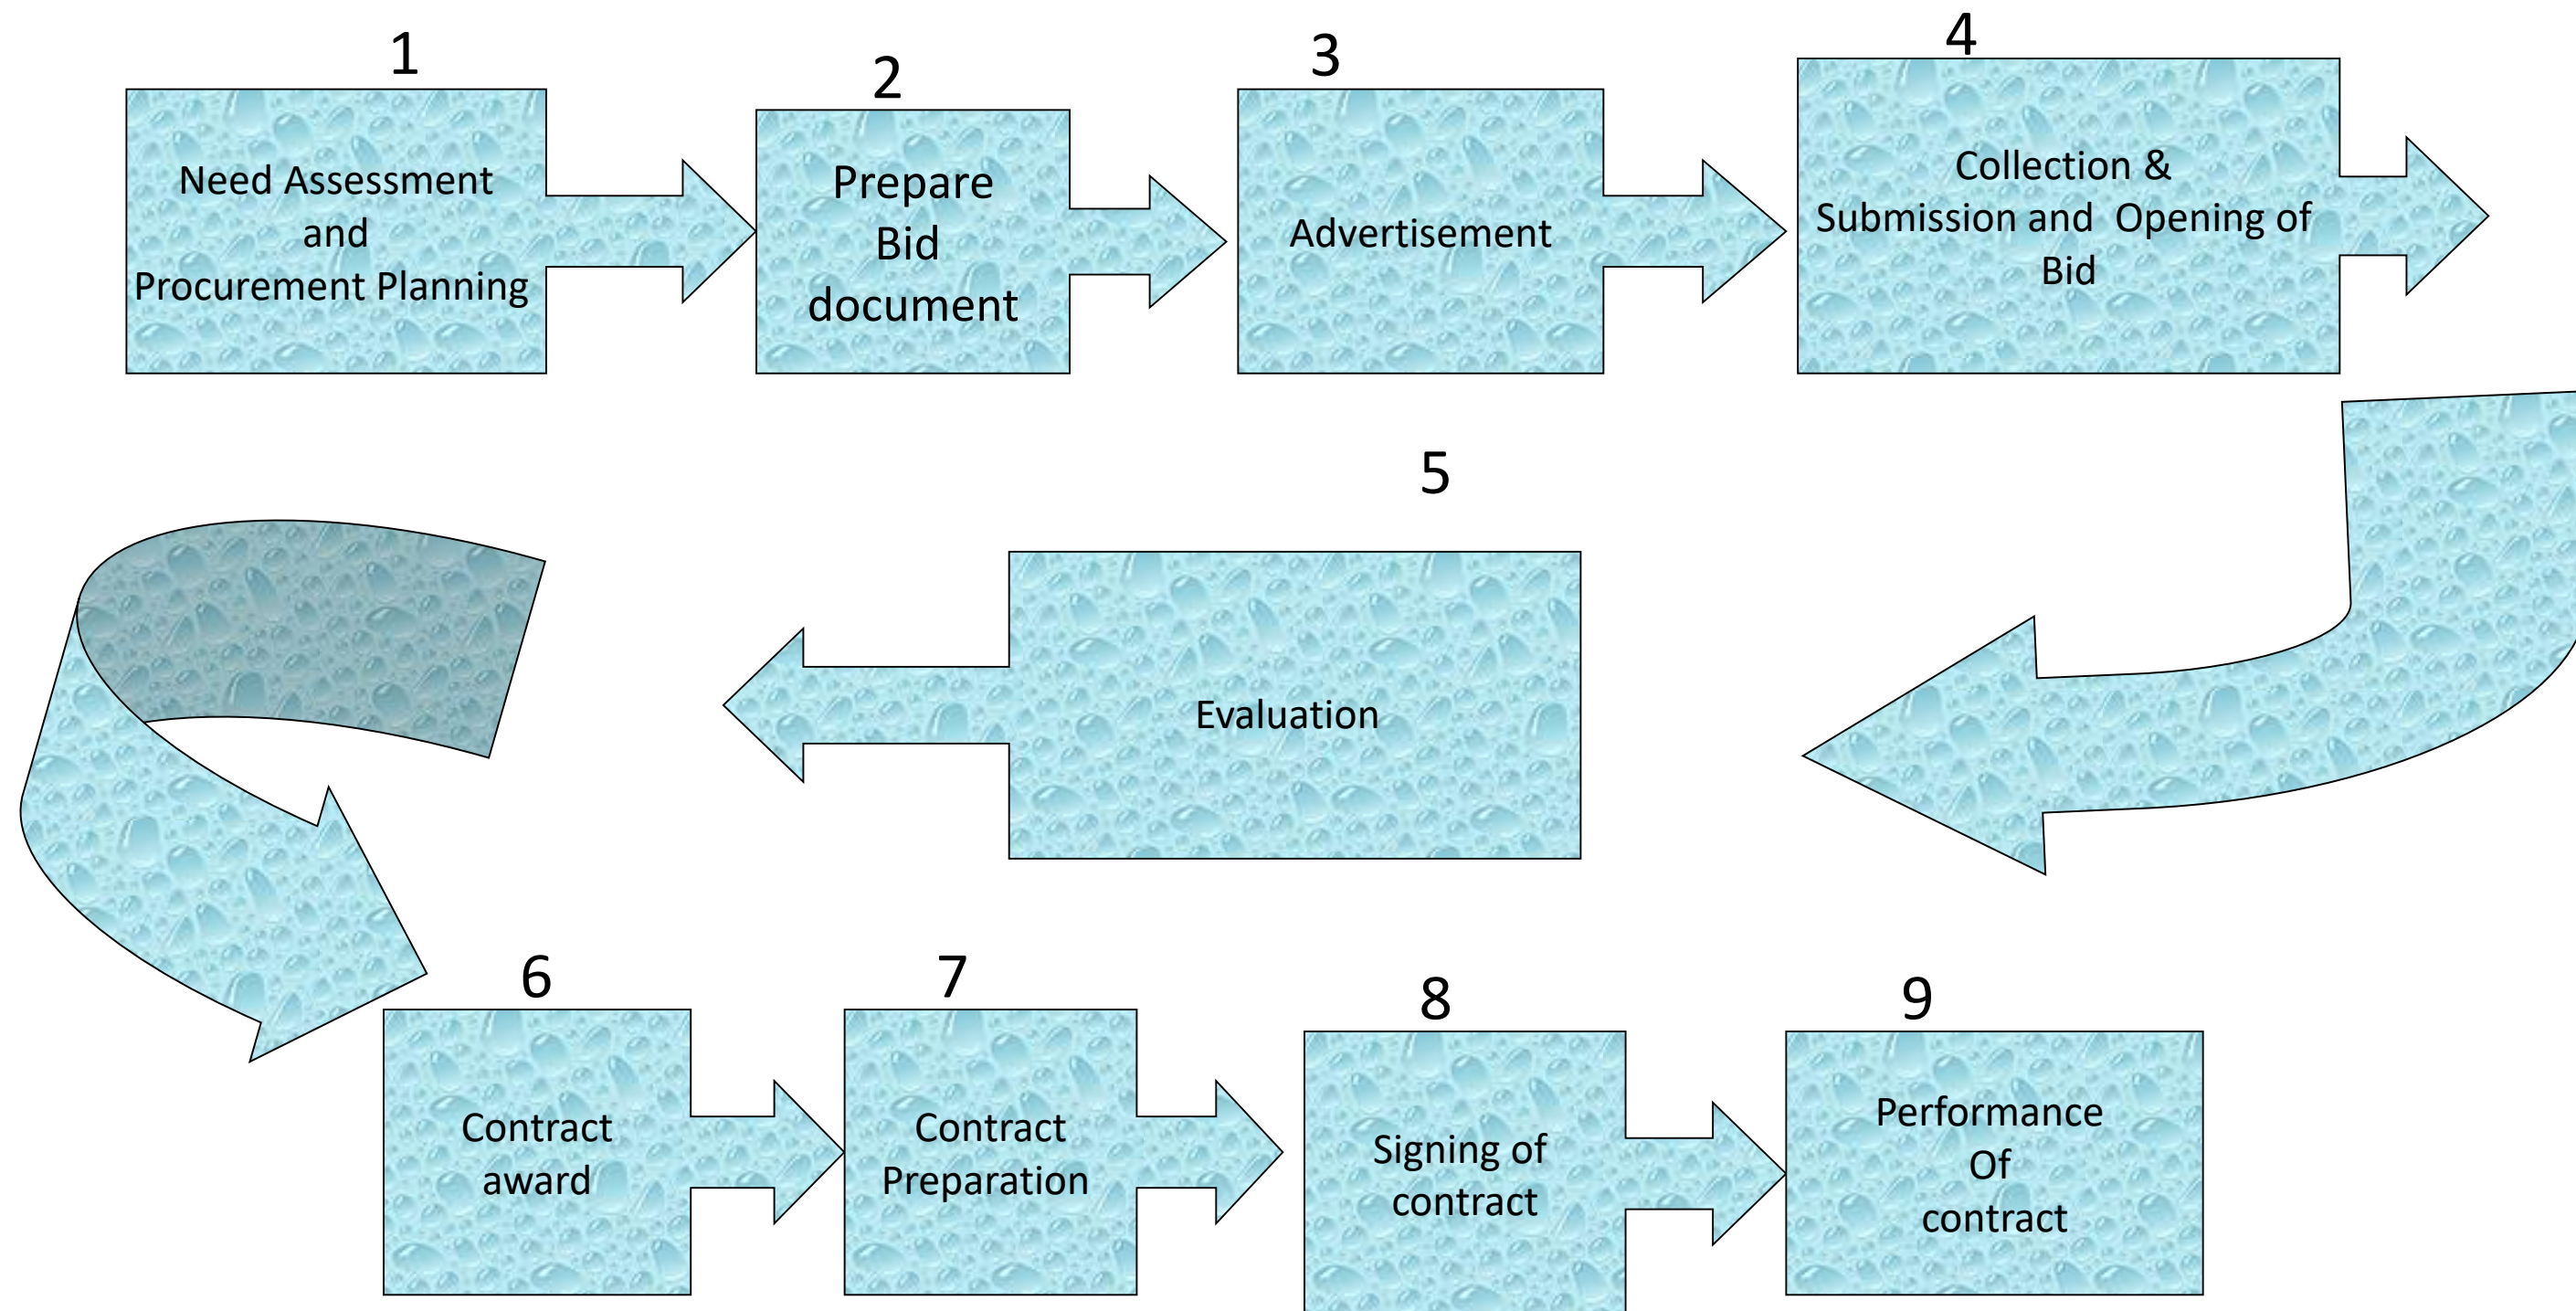 1
Need Assessment
and
Procurement Planning
2
Prepare
Bid
document
3
Advertisement
4
Collection &
Submission and  Opening of
Bid
5
Evaluation
6
Contract
award
7
Contract
Preparation
8
Signing of
contract
9
Performance
Of
contract